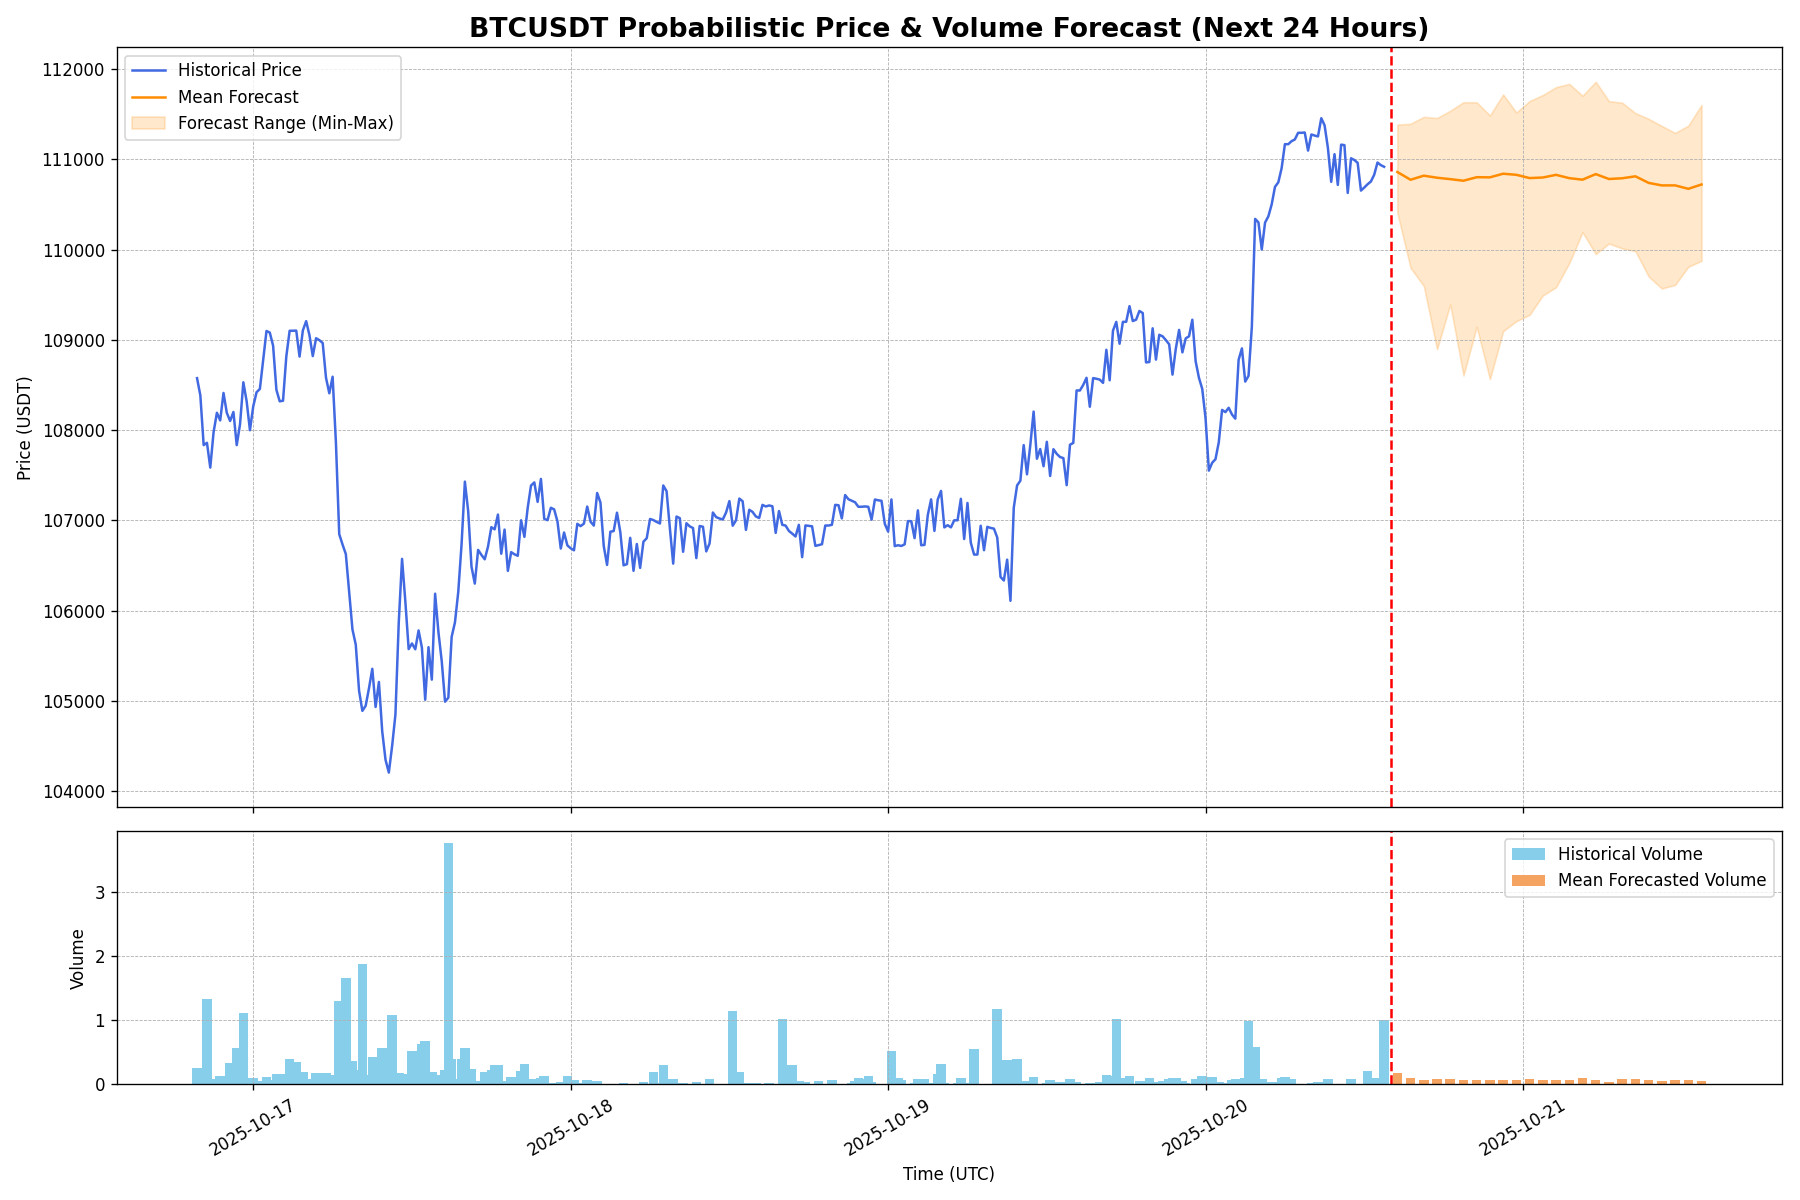 BTCUSDT Probabilistic Price & Volume Forecast (Next 24 Hours)
Historical Price
Mean Forecast
Forecast Range (Min-Max)
112000
111000
110000
109000
108000
107000
106000
105000
104000
Price (USDT)
Historical Volume
Mean Forecasted Volume
3
2
1
0
Volume
2025-10-17
2025-10-18
2025-10-19
2025-10-20
2025-10-21
Time (UTC)